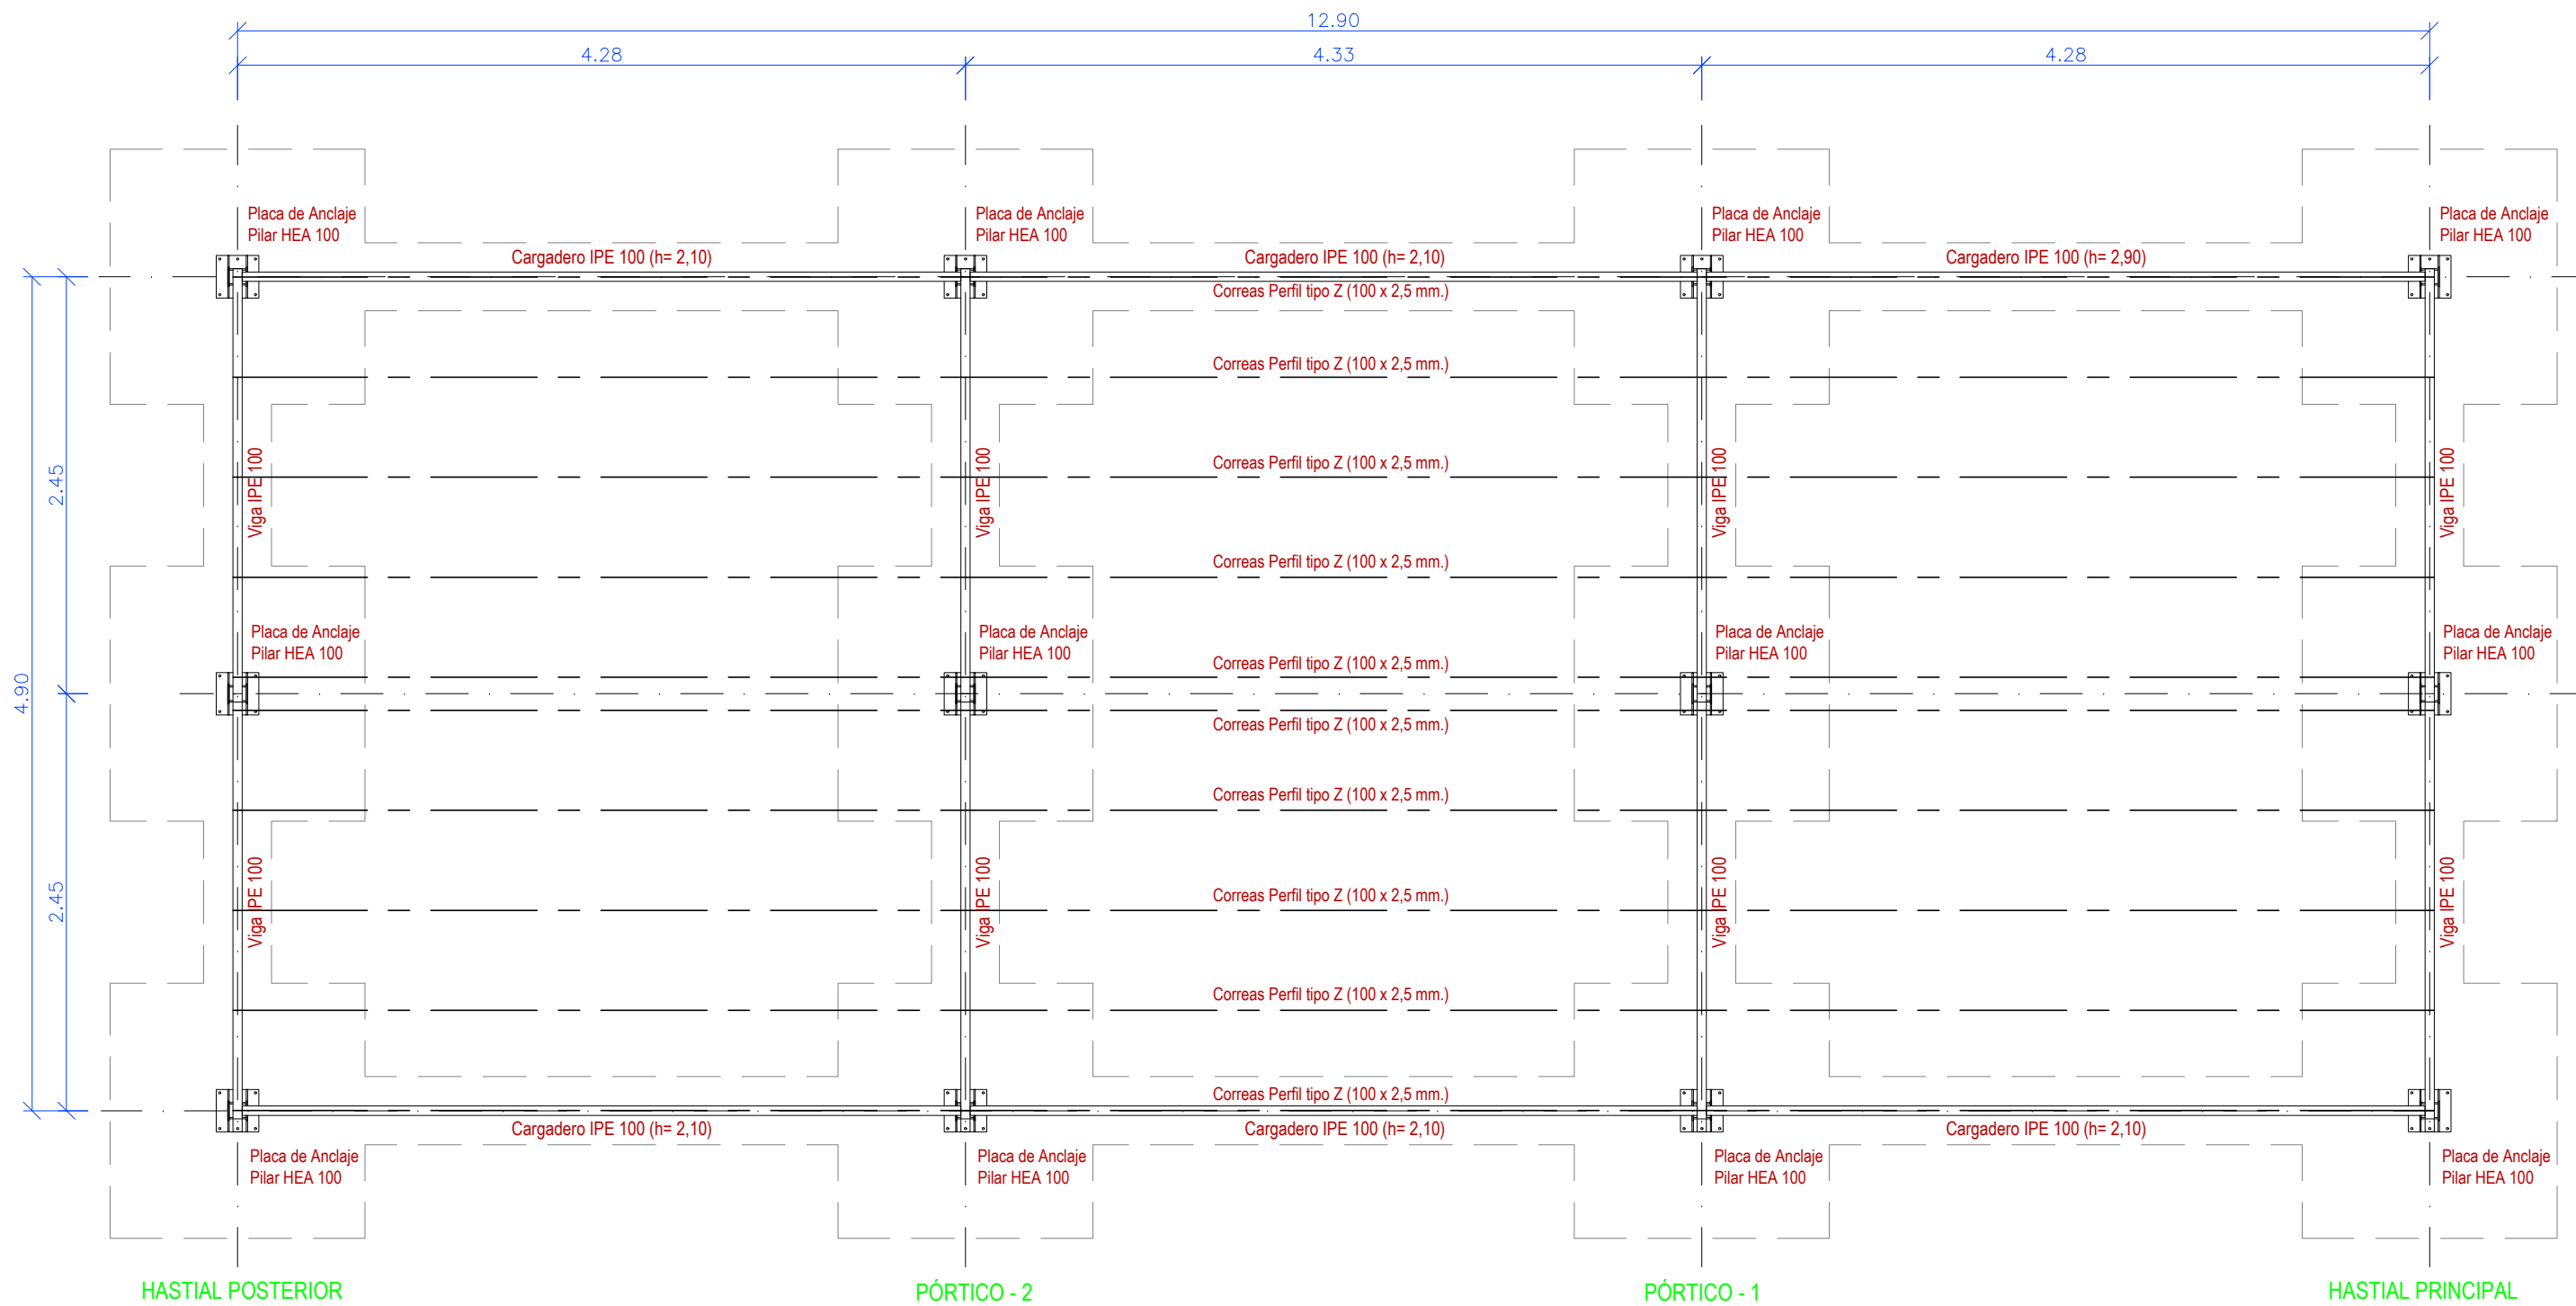 12.90
4.28
4.33
4.28
Placa de Anclaje
Pilar HEA 100
Placa de Anclaje
Pilar HEA 100
Placa de Anclaje
Pilar HEA 100
Placa de Anclaje
Pilar HEA 100
Cargadero IPE 100 (h= 2,10)
Cargadero IPE 100 (h= 2,10)
Cargadero IPE 100 (h= 2,90)
Correas Perfil tipo Z (100 x 2,5 mm.)
Correas Perfil tipo Z (100 x 2,5 mm.)
Correas Perfil tipo Z (100 x 2,5 mm.)
2.45
Viga IPE 100
Viga IPE 100
Viga IPE 100
Viga IPE 100
Correas Perfil tipo Z (100 x 2,5 mm.)
Placa de Anclaje
Pilar HEA 100
Placa de Anclaje
Pilar HEA 100
Placa de Anclaje
Pilar HEA 100
Placa de Anclaje
Pilar HEA 100
Correas Perfil tipo Z (100 x 2,5 mm.)
4.90
Correas Perfil tipo Z (100 x 2,5 mm.)
Correas Perfil tipo Z (100 x 2,5 mm.)
2.45
Viga IPE 100
Viga IPE 100
Viga IPE 100
Viga IPE 100
Correas Perfil tipo Z (100 x 2,5 mm.)
Correas Perfil tipo Z (100 x 2,5 mm.)
Correas Perfil tipo Z (100 x 2,5 mm.)
Cargadero IPE 100 (h= 2,10)
Cargadero IPE 100 (h= 2,10)
Cargadero IPE 100 (h= 2,10)
Placa de Anclaje
Pilar HEA 100
Placa de Anclaje
Pilar HEA 100
Placa de Anclaje
Pilar HEA 100
Placa de Anclaje
Pilar HEA 100
HASTIAL POSTERIOR
PÓRTICO - 2
PÓRTICO - 1
HASTIAL PRINCIPAL